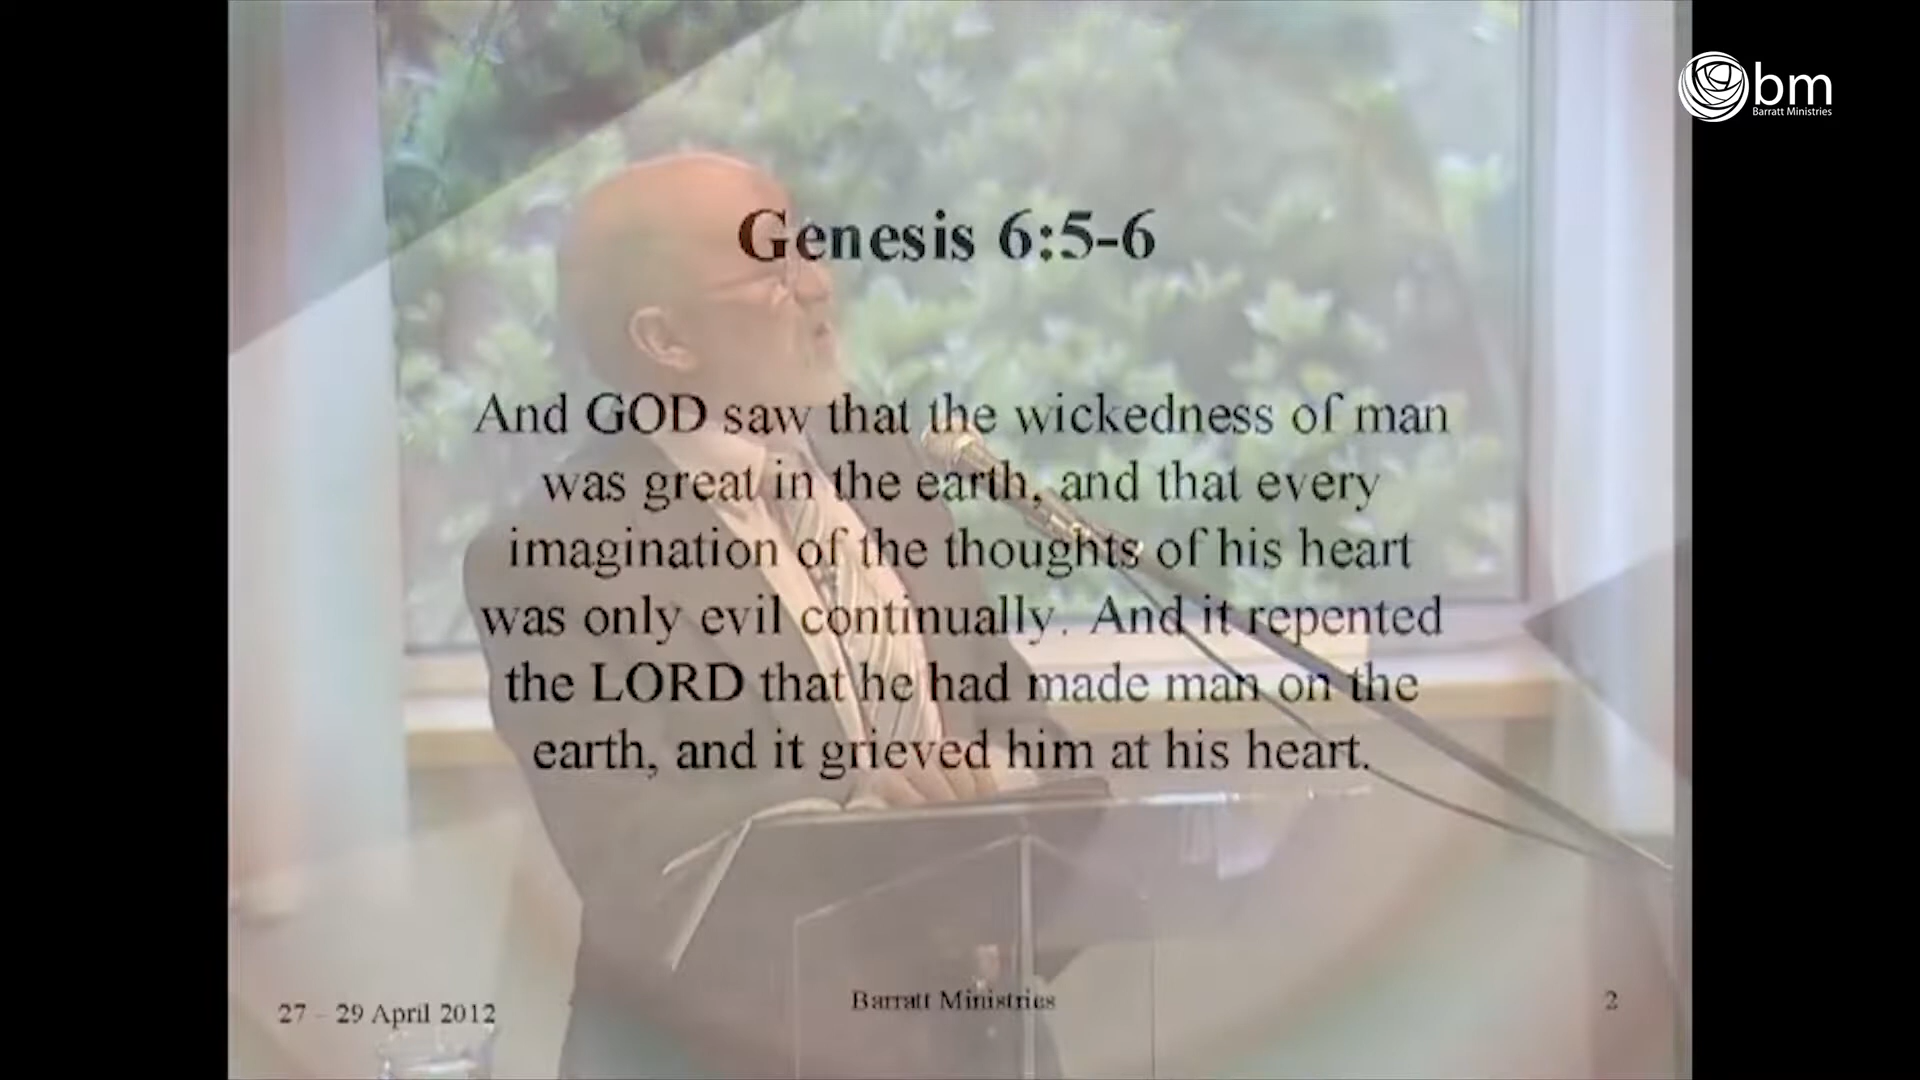 bm
Barratt Ministries
Genesis 6:5-6
And GOD saw that the wickedness of man
was great in the earth, and that every
imagination of the thoughts of his heart
was only evil continually. And it repented
the LORD that he had made man on the
earth, and it grieved him at his heart.
27 – 29 April 2012
Barratt Ministries
2